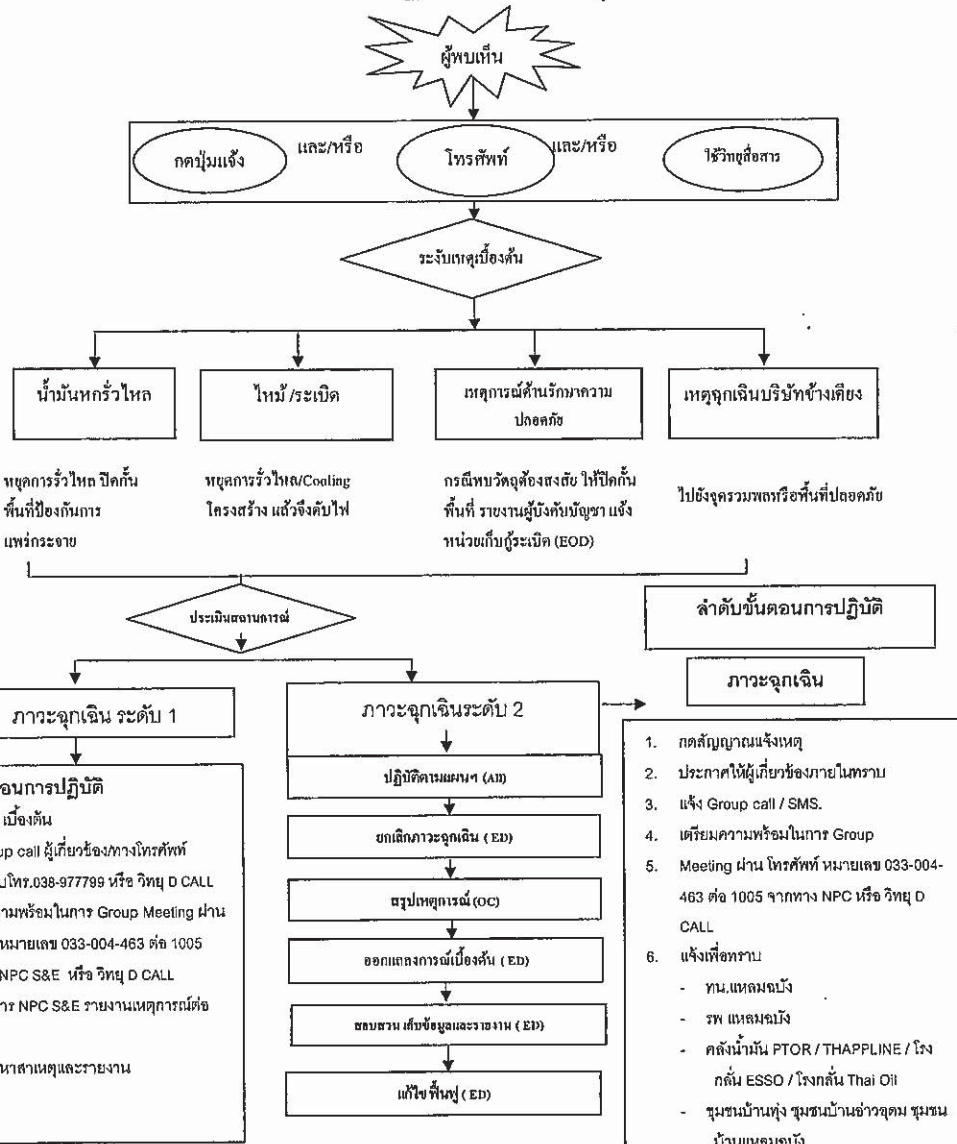 ผู้พบเห็น
กดปุ่มแจ้ง และ/หรือ โทรศัพท์ และ/หรือ ใช้วิทยุสื่อสาร
ระงับเหตุเบื้องต้น
น้ำมันหกรั่วไหล
หยุดการรั่วไหล ปิดกั้น
พื้นที่ป้องกันการ
แพร่กระจาย
ไหม้ /ระเบิด
หยุดการรั่วไหล/Cooling
โครงสร้าง แล้วจึงดับไฟ
เหตุการณ์ด้านรักษาความ
ปลอดภัย
กรณีพบวัตถุต้องสงสัย ให้ปิดกั้น
พื้นที่ รายงานผู้บังคับบัญชา แจ้ง
หน่วยเก็บกู้ระเบิด (EOD)
เหตุฉุกเฉินบริษัทข้างเคียง
ไปยังจุดรวมพลหรือพื้นที่ปลอดภัย
ประเมินสถานการณ์
ภาวะฉุกเฉิน ระดับ 1
อนการปฏิบัติ
เบื้องต้น
up call ผู้เกี่ยวข้อง/ทางโทรศัพท์
บโทร.038-977799 หรือ วิทยุ D CALL
ามพร้อมในการ Group Meeting ผ่าน
หมายเลข 033-004-463 ต่อ 1005
NPC S&E หรือ วิทยุ D CALL
าร NPC S&E รายงานเหตุการณ์ต่อ
หาสาเหตุและรายงาน
ภาวะฉุกเฉินระดับ 2
ปฏิบัติตามแผนฯ (All)
ยกเลิกภาวะฉุกเฉิน ( ED)
สรุปเหตุการณ์ (OC)
ออกแถลงการณ์เบื้องต้น ( ED)
สอบสวน เก็บข้อมูลและรายงาน ( ED)
แก้ไข ฟื้นฟู ( ED)
ลำดับขั้นตอนการปฏิบัติ
ภาวะฉุกเฉิน
1. กดสัญญาณแจ้งเหตุ
2. ประกาศให้ผู้เกี่ยวข้องภายในทราบ
3. แจ้ง Group call / SMS.
4. เตรียมความพร้อมในการ Group
5. Meeting ผ่าน โทรศัพท์ หมายเลข 033-004-
463 ต่อ 1005 จากทาง NPC หรือ วิทยุ D
CALL
6. แจ้งเพื่อทราบ
- ทน.แหลมฉบัง
- รพ แหลมฉบัง
- คลังน้ำมัน PTOR / THAPPLINE / โรง
กลั่น ESSO / โรงกลั่น Thai Oil
- ชุมชนบ้านทุ่ง ชุมชนบ้านอ่าวอุดม ชุมชน
บ้านแหลมฉบัง